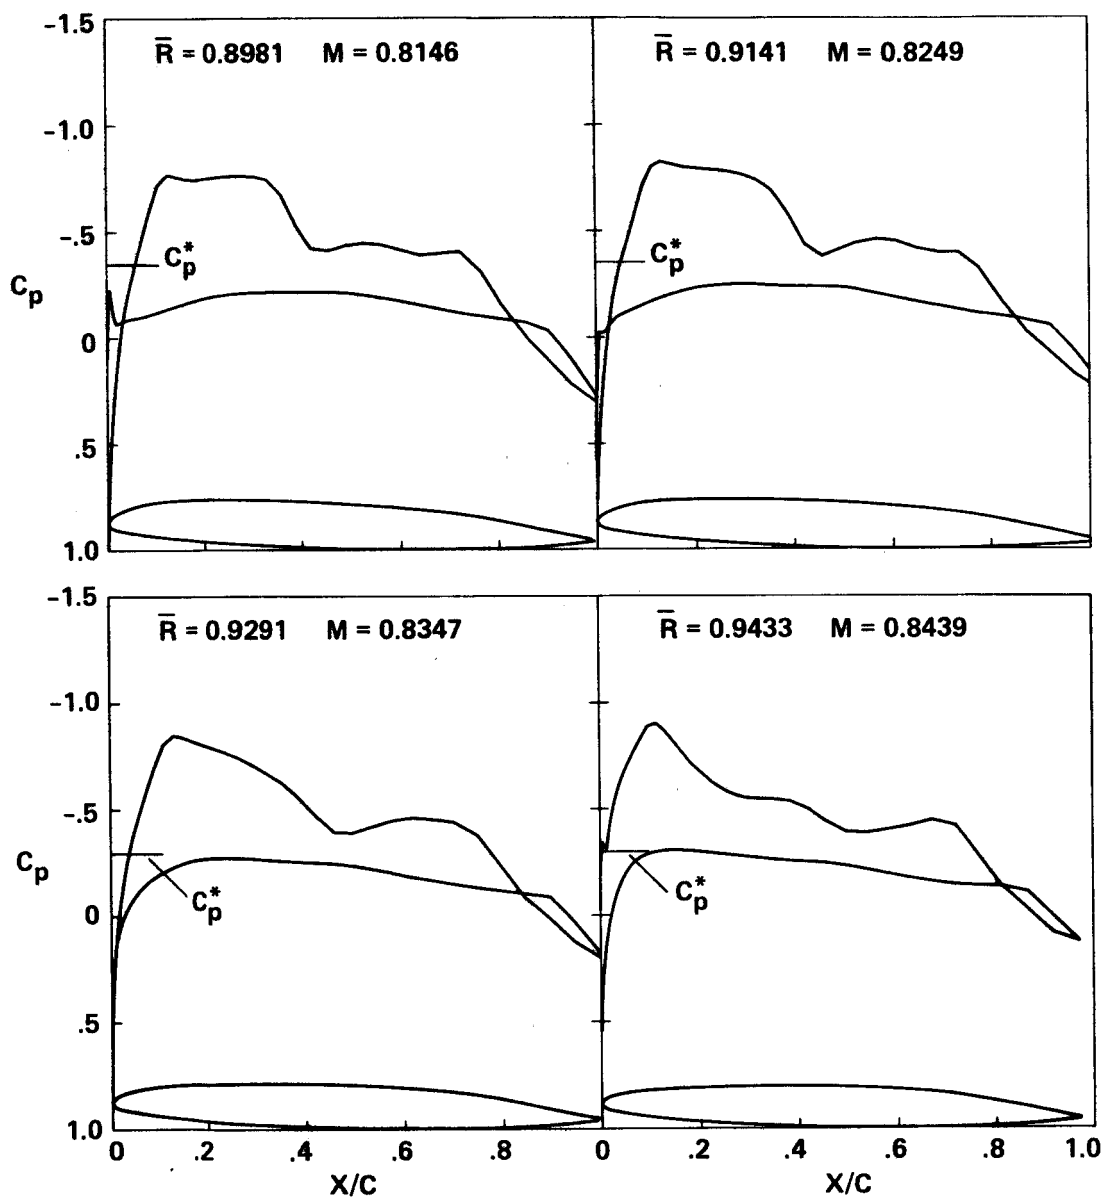 -1.5
R̅ = 0.8981 M = 0.8146
R̅ = 0.9141 M = 0.8249
-1.0
-.5
C*p
C*p
Cp
0
.5
1.0
-1.5
R̅ = 0.9291 M = 0.8347
R̅ = 0.9433 M = 0.8439
-1.0
-.5
Cp
C*p
C*p
0
.5
1.0
0 .2 .4 .6 .8 0 .2 .4 .6 .8 1.0
X/C X/C